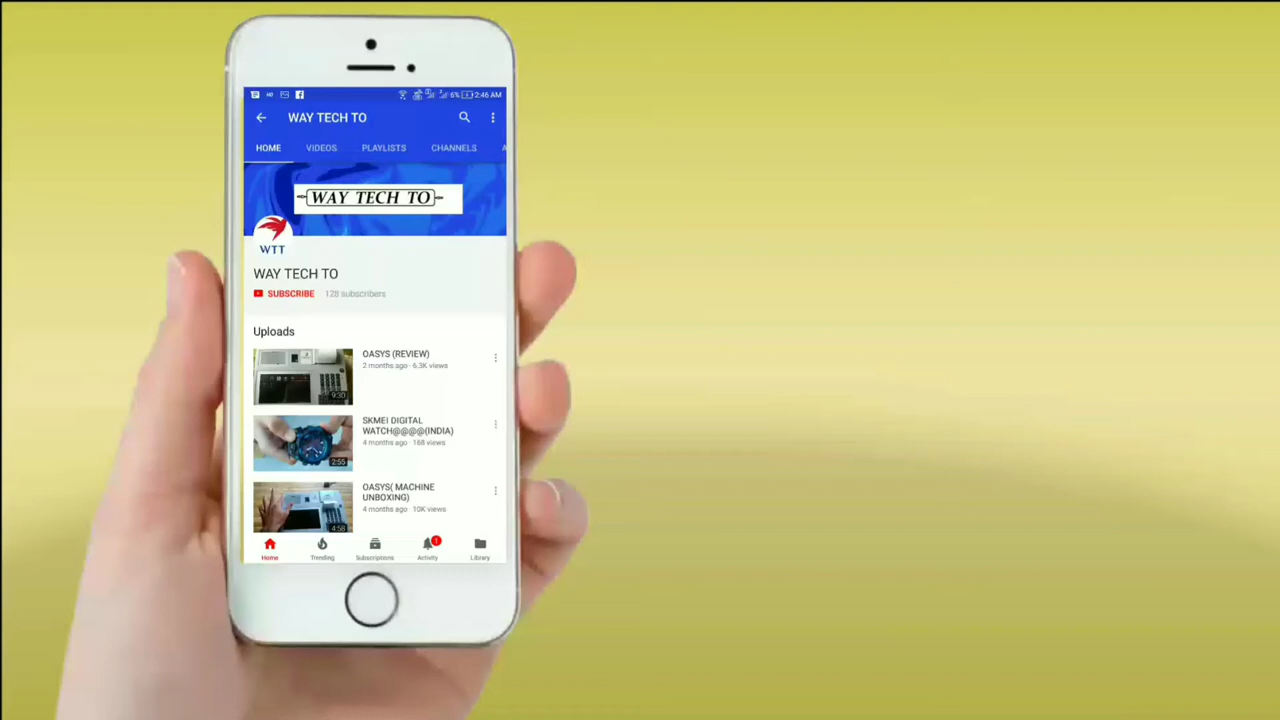 6% 2:46 AM
WAY TECH TO
HOME VIDEOS PLAYLISTS CHANNELS A
WAY TECH TO
WTT
WAY TECH TO
SUBSCRIBE 128 subscribers
Uploads
OASYS (REVIEW)
2 months ago · 6.3K views
9:30
SKMEI DIGITAL
WATCH@@@@(INDIA)
4 months ago · 168 views
2:55
OASYS( MACHINE
UNBOXING)
4 months ago · 10K views
4:58
1
Home Trending Subscriptions Activity Library